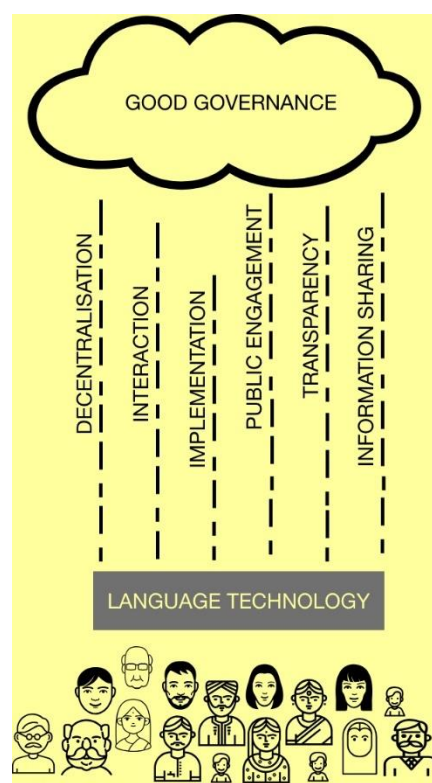 GOOD GOVERNANCE
DECENTRALISATION
INTERACTION
IMPLEMENTATION
PUBLIC ENGAGEMENT
TRANSPARENCY
INFORMATION SHARING
LANGUAGE TECHNOLOGY